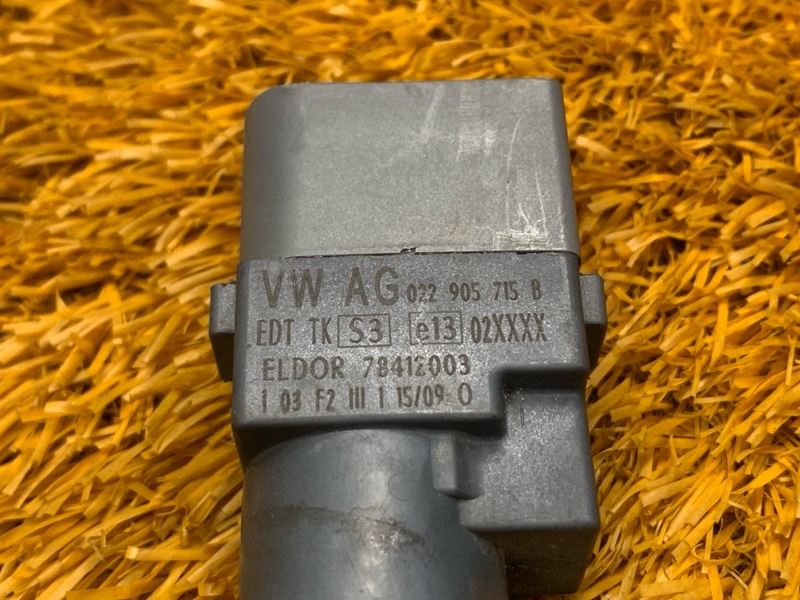 VW AG 022 905 715 B
EDT TK S3 e13 02XXXX
ELDOR 78412003
1 03 F2 III 1 15/09 O